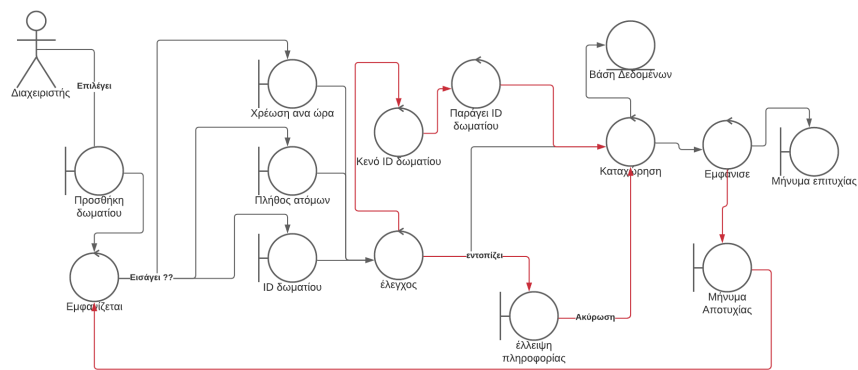 Διαχειριστής
Επιλέγει
Προσθήκη
δωματίου
Εμφανίζεται
Εισάγει ??
Χρέωση ανα ώρα
Πλήθος ατόμων
ID δωματίου
Κενό ID δωματίου
έλεγχος
Παράγει ID
δωματίου
εντοπίζει
έλλειψη
πληροφορίας
Ακύρωση
Βάση Δεδομένων
Καταχώρηση
Εμφάνισε
Μήνυμα επιτυχίας
Μήνυμα
Αποτυχίας